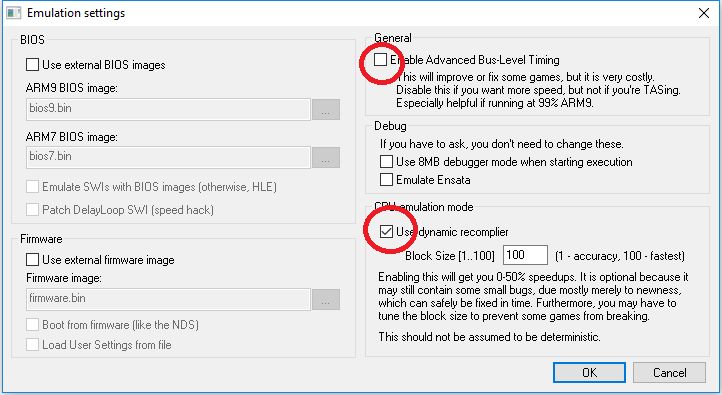 Emulation settings
BIOS
Use external BIOS images
ARM9 BIOS image:
bios9.bin
...
ARM7 BIOS image:
bios7.bin
...
Emulate SWIs with BIOS images (otherwise, HLE)
Patch DelayLoop SWI (speed hack)
Firmware
Use external firmware image
Firmware image:
firmware.bin
...
Boot from firmware (like the NDS)
Load User Settings from file
General
Enable Advanced Bus-Level Timing
This will improve or fix some games, but it is very costly.
Disable this if you want more speed, but not if you're TASing.
Especially helpful if running at 99% ARM9.
Debug
If you have to ask, you don't need to change these.
Use 8MB debugger mode when starting execution
Emulate Ensata
CPU emulation mode
Use dynamic recomplier
Block Size [1..100] 100 (1 - accuracy, 100 - fastest)
Enabling this will get you 0-50% speedups. It is optional because it
may still contain some small bugs, due mostly merely to newness,
which can safely be fixed in time. Furthermore, you may have to
tune the block size to prevent some games from breaking.
This should not be assumed to be deterministic.
OK
Cancel